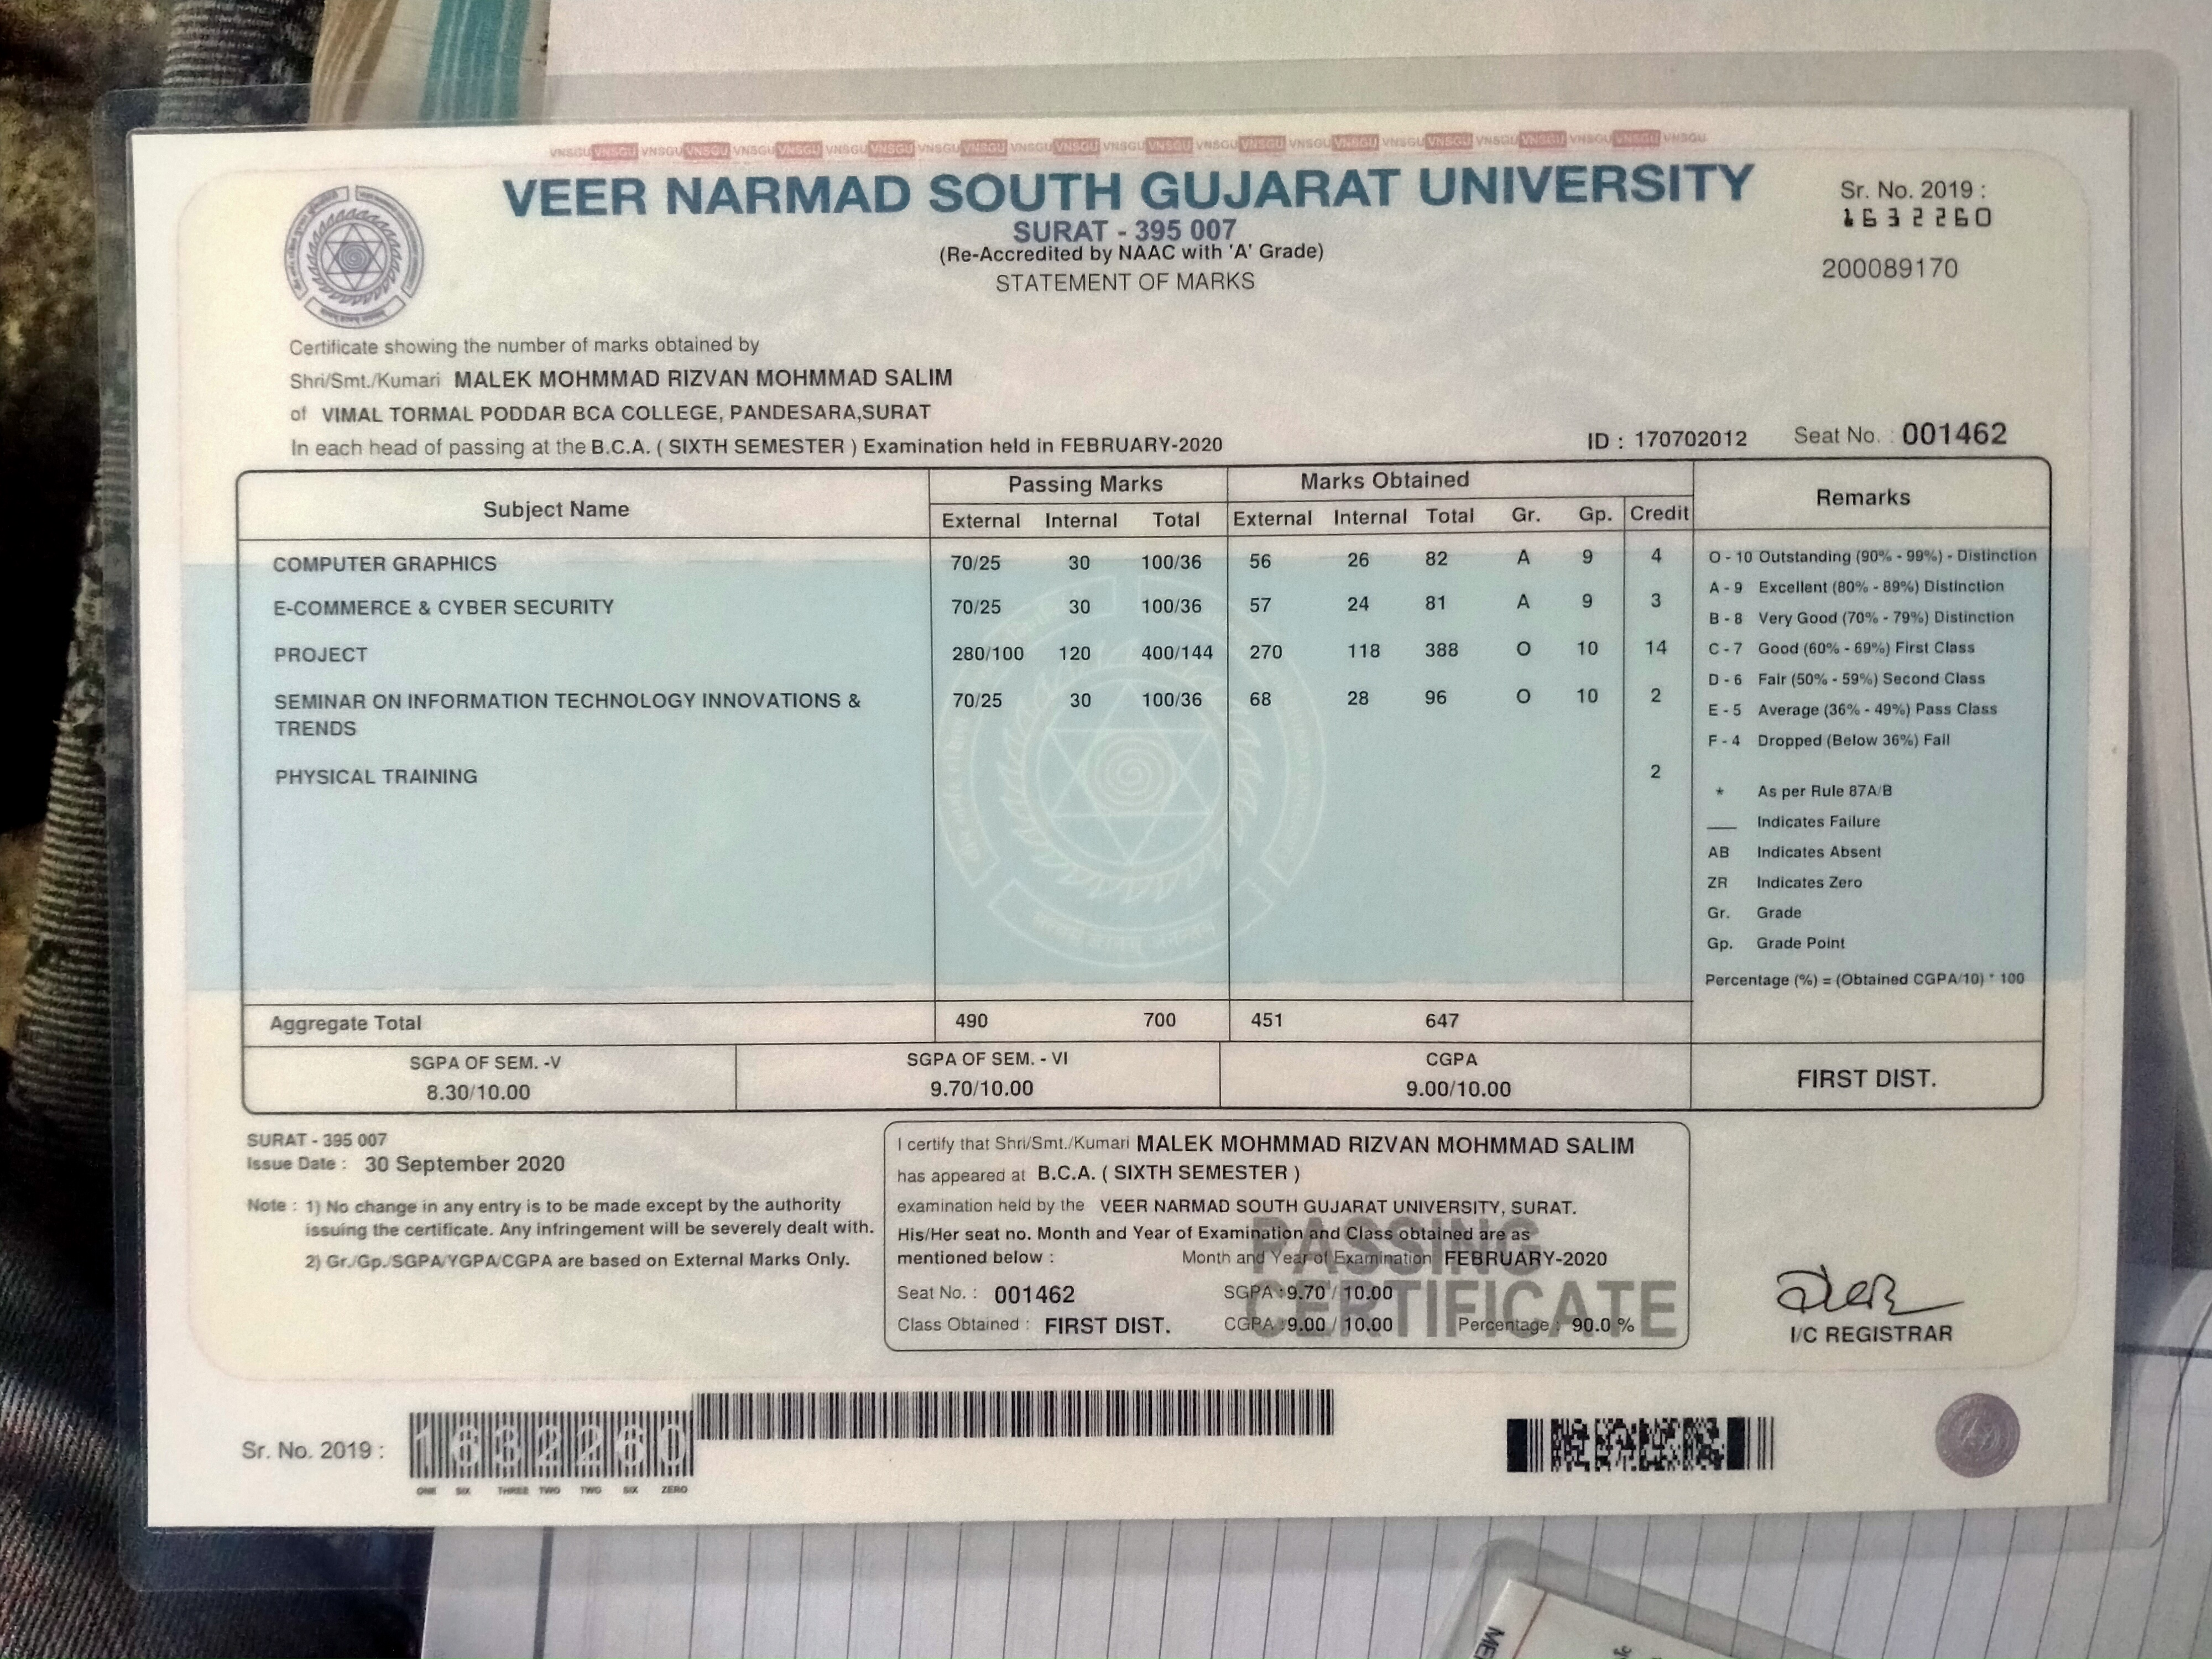 VNSGU VNSGU VNSGU VNSGU VNSGU VNSGU VNSGU VNSGU VNSGU VNSGU VNSGU VNSGU VNSGU VNSGU VNSGU VNSGU VNSGU VNSGU VNSGU VNSGU VNSGU VNSGU VNSGU VNSGU VNSGU
VEER NARMAD SOUTH GUJARAT UNIVERSITY
SURAT - 395 007
(Re-Accredited by NAAC with 'A' Grade)
STATEMENT OF MARKS
Sr. No. 2019 :
1632260
200089170
Certificate showing the number of marks obtained by
Shri/Smt./Kumari MALEK MOHMMAD RIZVAN MOHMMAD SALIM
of VIMAL TORMAL PODDAR BCA COLLEGE, PANDESARA,SURAT
In each head of passing at the B.C.A. ( SIXTH SEMESTER ) Examination held in FEBRUARY-2020 ID : 170702012 Seat No. : 001462
Subject Name Passing Marks Marks Obtained Remarks
External Internal Total External Internal Total Gr. Gp. Credit
COMPUTER GRAPHICS 70/25 30 100/36 56 26 82 A 9 4
E-COMMERCE & CYBER SECURITY 70/25 30 100/36 57 24 81 A 9 3
PROJECT 280/100 120 400/144 270 118 388 O 10 14
SEMINAR ON INFORMATION TECHNOLOGY INNOVATIONS & 70/25 30 100/36 68 28 96 O 10 2
TRENDS
PHYSICAL TRAINING 2
O - 10 Outstanding (90% - 99%) - Distinction
A - 9 Excellent (80% - 89%) Distinction
B - 8 Very Good (70% - 79%) Distinction
C - 7 Good (60% - 69%) First Class
D - 6 Fair (50% - 59%) Second Class
E - 5 Average (36% - 49%) Pass Class
F - 4 Dropped (Below 36%) Fail
* As per Rule 87A/B
___ Indicates Failure
AB Indicates Absent
ZR Indicates Zero
Gr. Grade
Gp. Grade Point
Percentage (%) = (Obtained CGPA/10) * 100
Aggregate Total 490 700 451 647
SGPA OF SEM. -V SGPA OF SEM. - VI CGPA
8.30/10.00 9.70/10.00 9.00/10.00 FIRST DIST.
SURAT - 395 007
Issue Date : 30 September 2020
Note : 1) No change in any entry is to be made except by the authority
issuing the certificate. Any infringement will be severely dealt with.
2) Gr./Gp./SGPA/YGPA/CGPA are based on External Marks Only.
I certify that Shri/Smt./Kumari MALEK MOHMMAD RIZVAN MOHMMAD SALIM
has appeared at B.C.A. ( SIXTH SEMESTER )
examination held by the VEER NARMAD SOUTH GUJARAT UNIVERSITY, SURAT.
His/Her seat no. Month and Year of Examination and Class obtained are as
mentioned below : Month and Year of Examination FEBRUARY-2020
Seat No. : 001462 SGPA : 9.70 / 10.00
Class Obtained : FIRST DIST. CGPA : 9.00 / 10.00 Percentage : 90.0 %
PASSING
CERTIFICATE
I/C REGISTRAR
Sr. No. 2019 : 1632260
ONE SIX THREE TWO TWO SIX ZERO